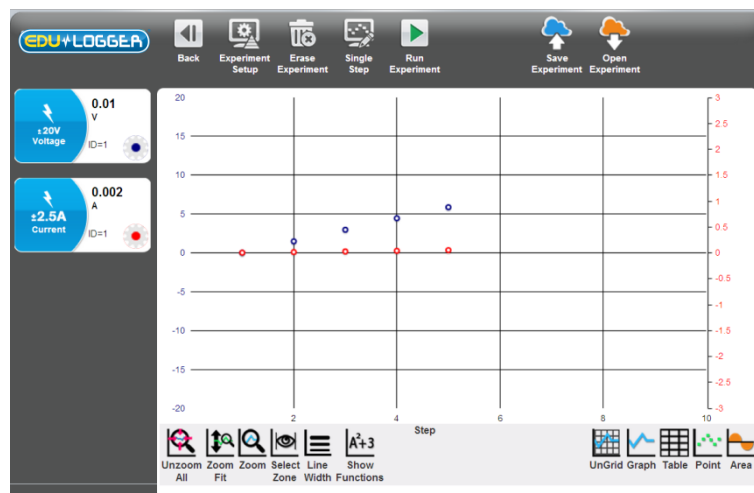 EDU LOGGER
Back
Experiment Setup
Erase Experiment
Single Step
Run Experiment
Save Experiment
Open Experiment
±20V
Voltage
0.01
V
ID=1
±2.5A
Current
0.002
A
ID=1
20
15
10
5
0
-5
-10
-15
-20
3
2.5
2
1.5
1
0.5
0
-0.5
-1
-1.5
-2
-2.5
-3
2
4
6
8
10
Step
Unzoom All
Zoom Fit
Zoom
Select Zone
Line Width
A²+3
Show Functions
UnGrid
Graph
Table
Point
Area